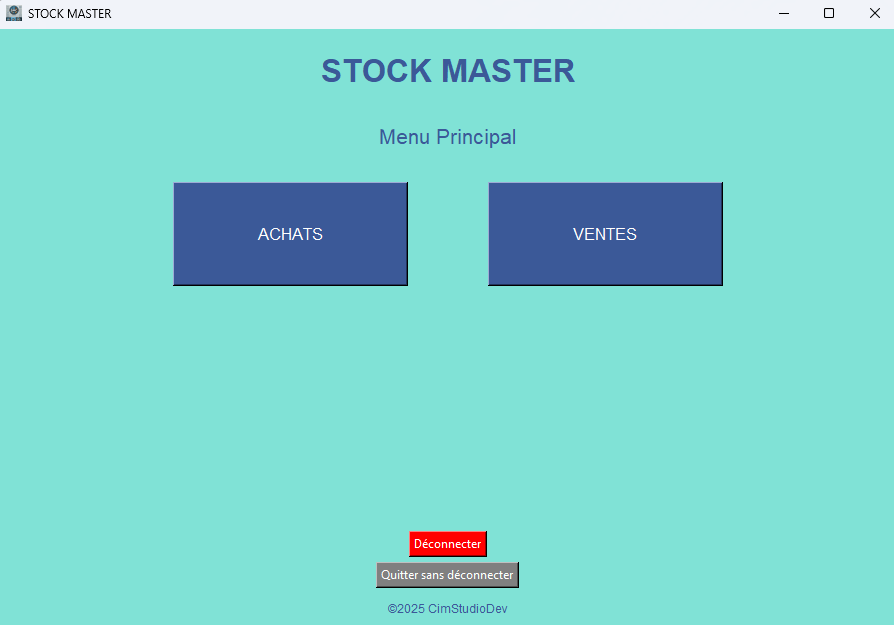 STOCK MASTER
STOCK MASTER
Menu Principal
ACHATS
VENTES
Déconnecter
Quitter sans déconnecter
©2025 CimStudioDev